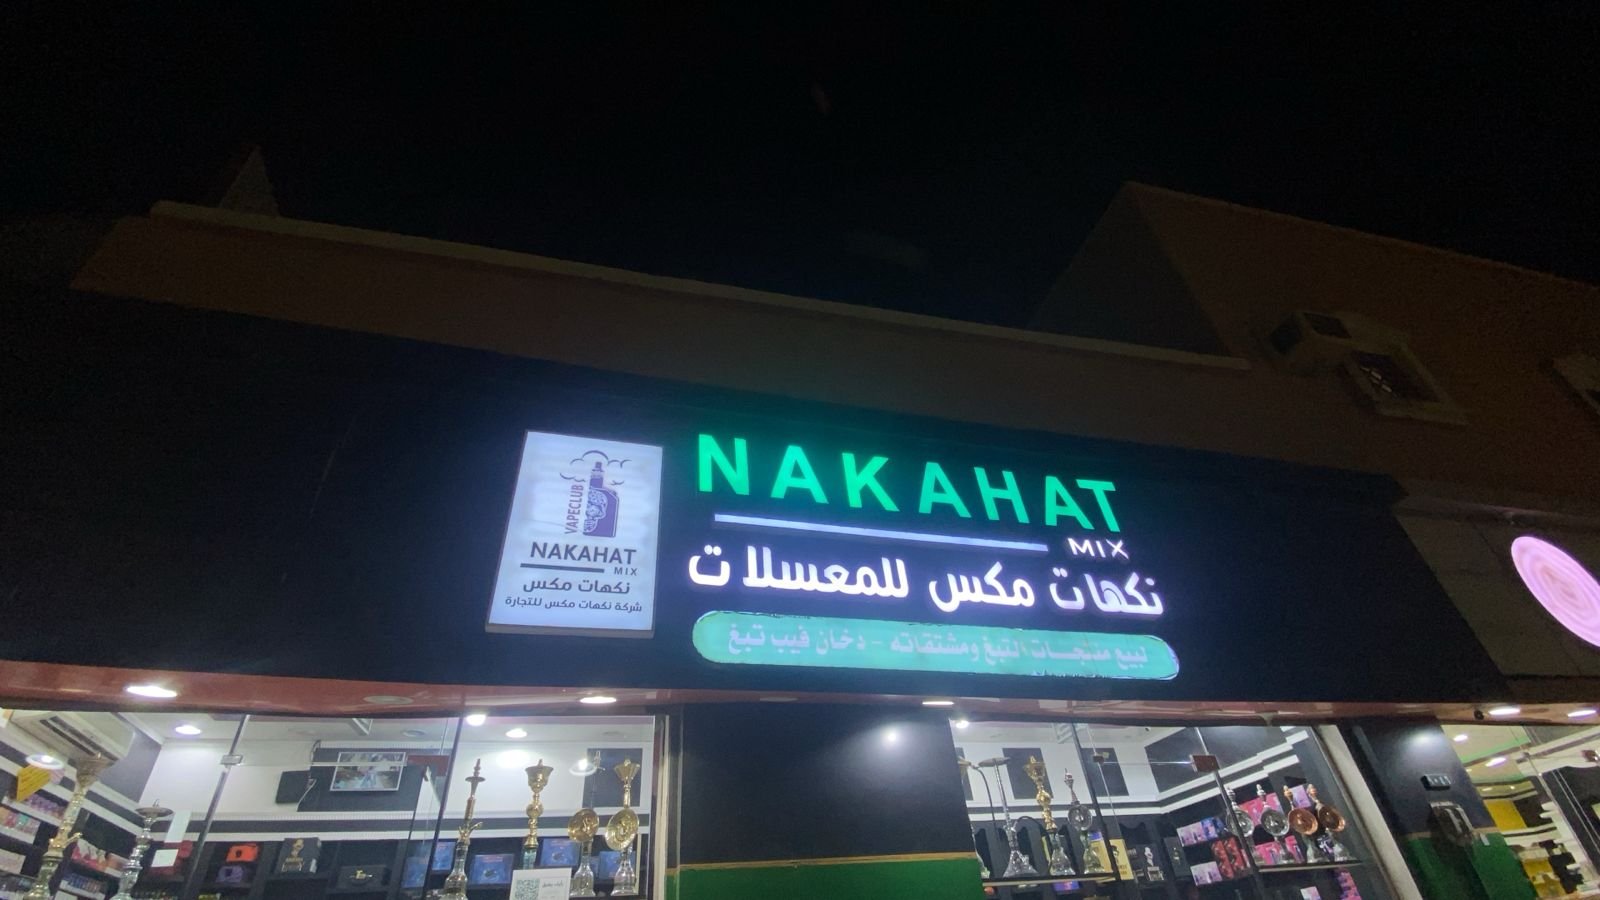 VAPECLUB
NAKAHAT
MIX
نكهات مكس
شركة نكهات مكس للتجارة
NAKAHAT
MIX
نكهات مكس للمعسلات
لبيع منتجات التبغ ومشتقاته - دخان فيب تبغ